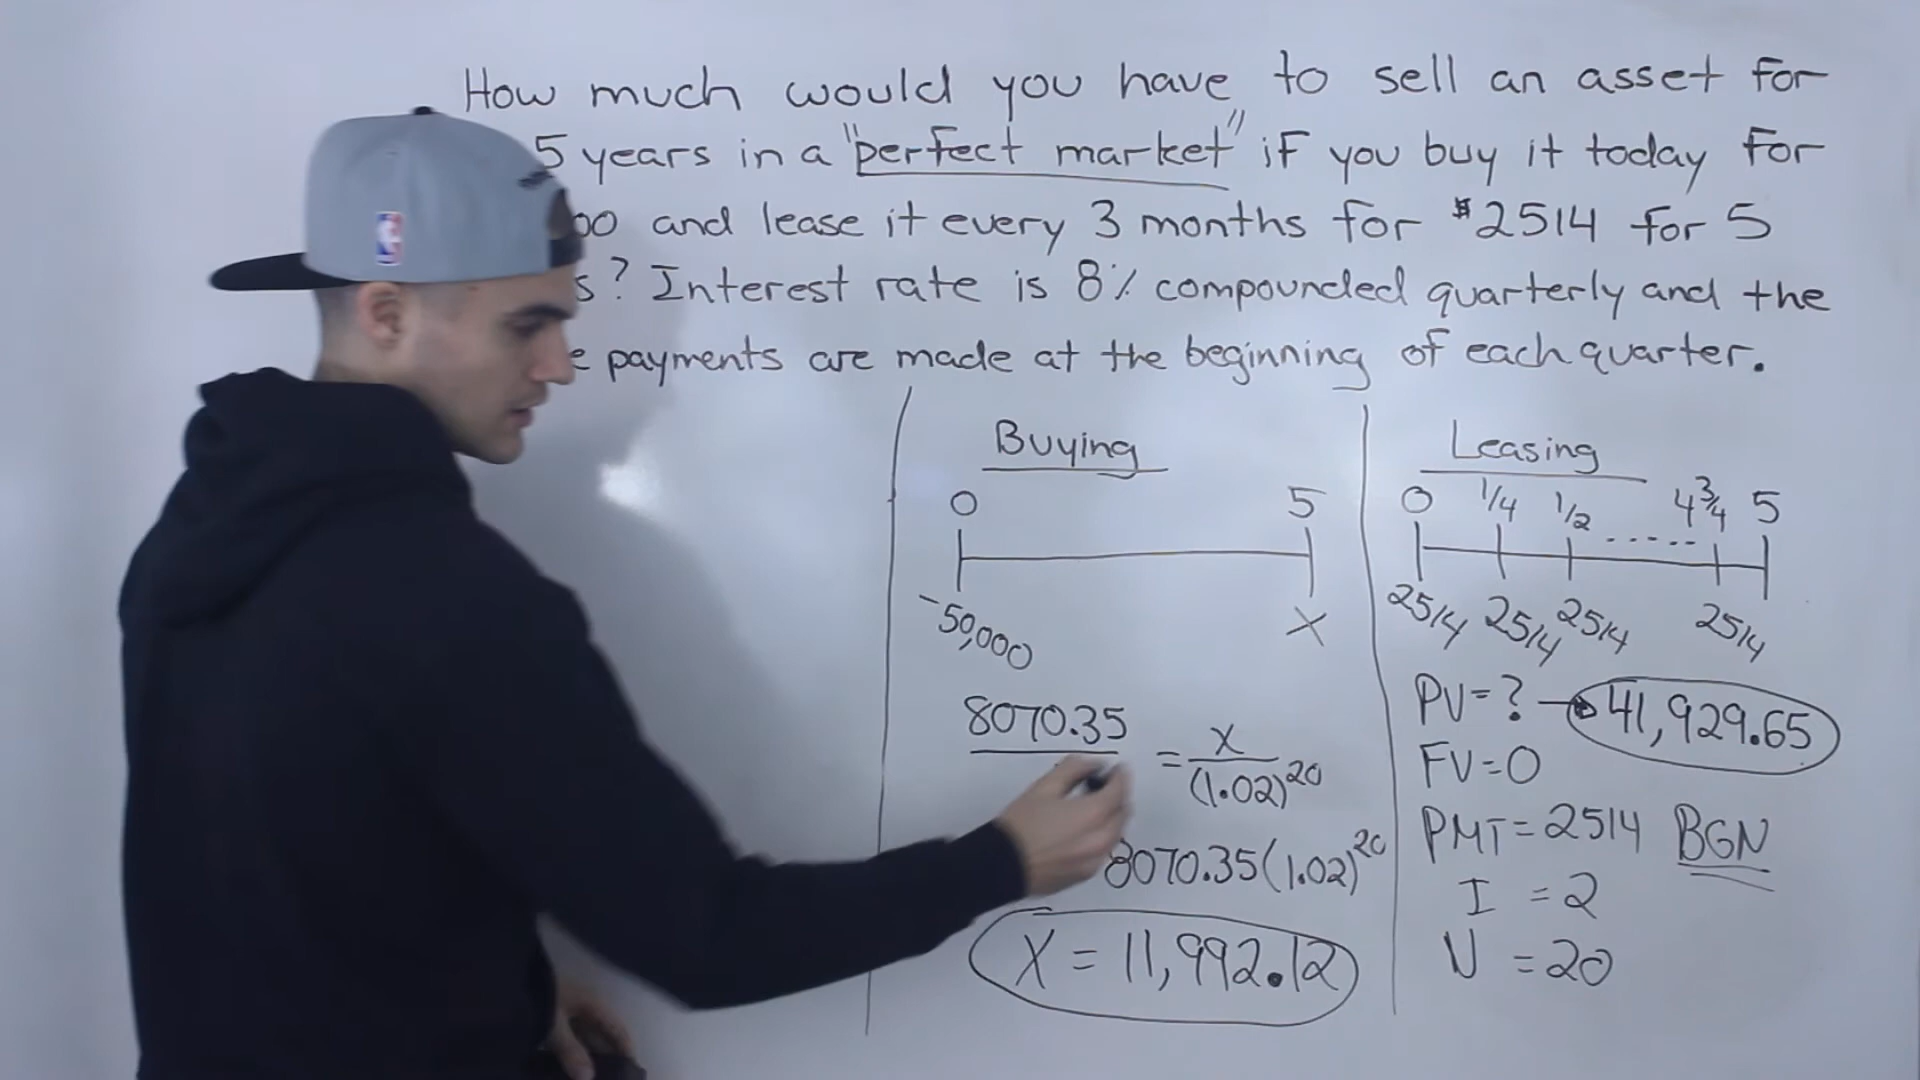 How much would you have to sell an asset for
5 years in a "perfect market" if you buy it today for
00 and lease it every 3 months for $2514 for 5
s? Interest rate is 8% compounded quarterly and the
e payments are made at the beginning of each quarter.
Buying
0 5
-50,000 X
8070.35 = X/(1.02)^20
8070.35(1.02)^20
X = 11,992.12
Leasing
0 1/4 1/2 ..... 4 3/4 5
2514 2514 2514 2514
PV=? → 41,929.65
FV=0
PMT=2514 BGN
I =2
N =20